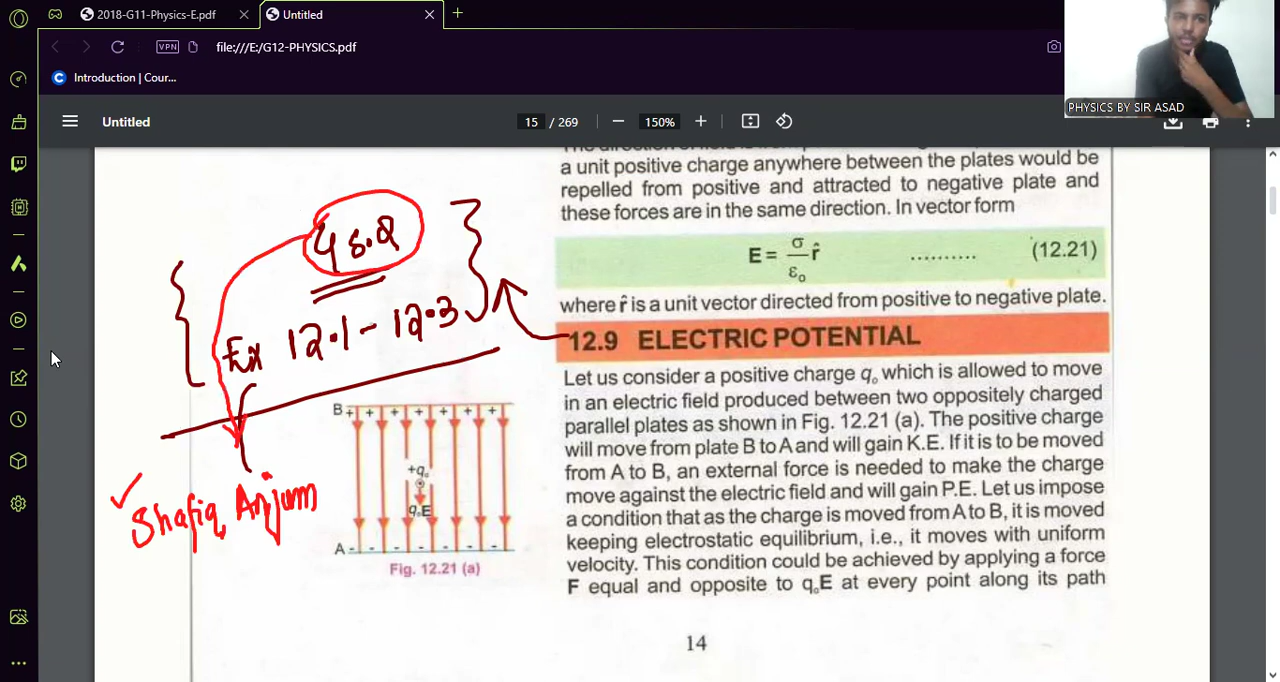 2018-G11-Physics-E.pdf
Untitled
VPN
file:///E:/G12-PHYSICS.pdf
Introduction | Cour...
PHYSICS BY SIR ASAD
Untitled
15 / 269
150%
a unit positive charge anywhere between the plates would be
repelled from positive and attracted to negative plate and
these forces are in the same direction. In vector form
E = σ/ε₀ r̂ .......... (12.21)
where r̂ is a unit vector directed from positive to negative plate.
12.9 ELECTRIC POTENTIAL
Let us consider a positive charge q₀ which is allowed to move
in an electric field produced between two oppositely charged
parallel plates as shown in Fig. 12.21 (a). The positive charge
will move from plate B to A and will gain K.E. If it is to be moved
from A to B, an external force is needed to make the charge
move against the electric field and will gain P.E. Let us impose
a condition that as the charge is moved from A to B, it is moved
keeping electrostatic equilibrium, i.e., it moves with uniform
velocity. This condition could be achieved by applying a force
F equal and opposite to q₀E at every point along its path
Ex 12.1 - 12.3
Shafiq Anjum
B + + + + + + +
+q₀
q₀E
A - - - - - - -
Fig. 12.21 (a)
14